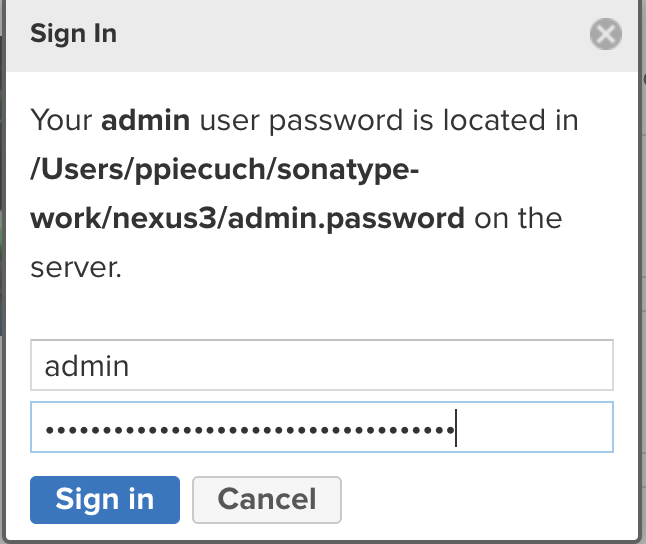 Sign In
Your admin user password is located in
/Users/ppiecuch/sonatype-
work/nexus3/admin.password on the
server.
admin
••••••••••••••••••••••••••••••••••••
Sign in Cancel